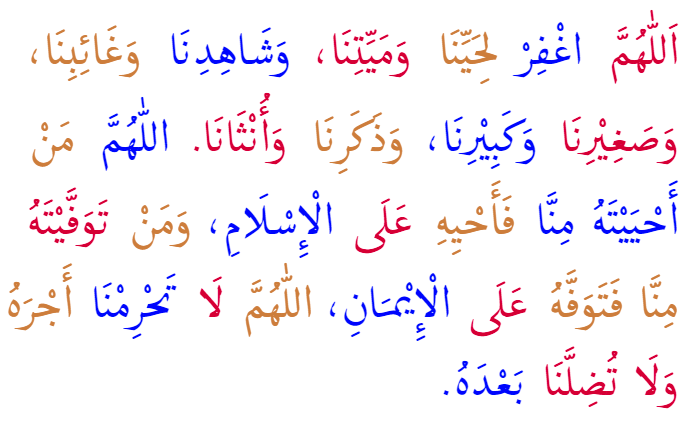 اَللّٰهُمَّ اغْفِرْ لِحَيِّنَا وَمَيِّتِنَا، وَشَاهِدِنَا وَغَائِبِنَا،
وَصَغِيْرِنَا وَكَبِيْرِنَا، وَذَكَرِنَا وَأُنْثَانَا. اللّٰهُمَّ مَنْ
أَحْيَيْتَهُ مِنَّا فَأَحْيِهِ عَلَى الْإِسْلَامِ، وَمَنْ تَوَفَّيْتَهُ
مِنَّا فَتَوَفَّهُ عَلَى الْإِيْمَانِ، اللّٰهُمَّ لَا تَحْرِمْنَا أَجْرَهُ
وَلَا تُضِلَّنَا بَعْدَهُ.